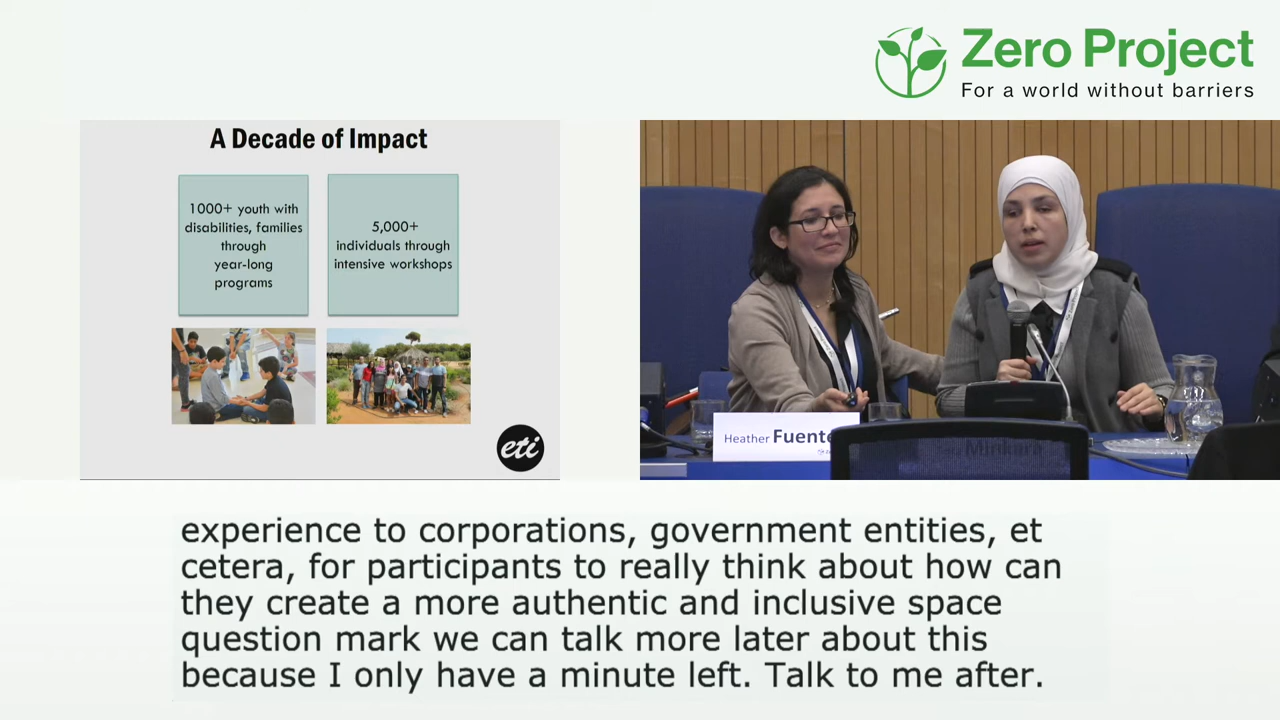 Zero Project
For a world without barriers
A Decade of Impact
1000+ youth with
disabilities, families
through
year-long
programs
5,000+
individuals through
intensive workshops
eti
Heather Fuente
experience to corporations, government entities, et
cetera, for participants to really think about how can
they create a more authentic and inclusive space
question mark we can talk more later about this
because I only have a minute left. Talk to me after.